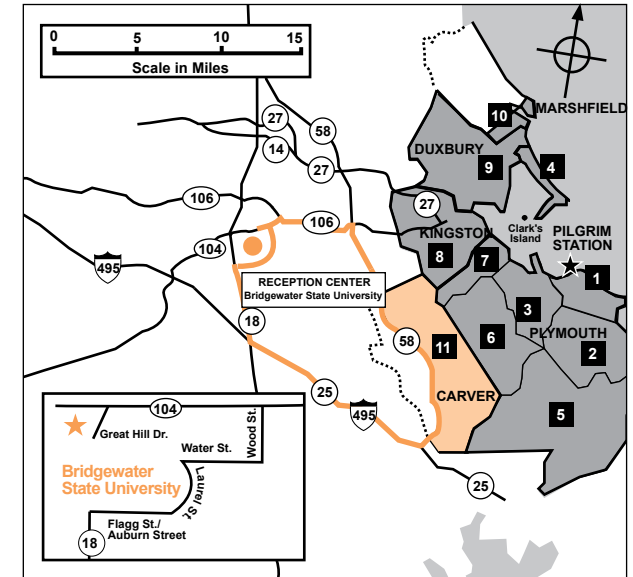 0 5 10 15
Scale in Miles
27
58
14
27
10
MARSHFIELD
DUXBURY
9
4
106
27
106
KINGSTON
Clark's
Island
PILGRIM
STATION
104
8
7
1
495
RECEPTION CENTER
Bridgewater State University
3
18
58
11
6
PLYMOUTH
2
25
CARVER
495
5
25
104
Great Hill Dr.
Wood St.
Water St.
Bridgewater
State University
Laurel St.
Flagg St./
Auburn Street
18